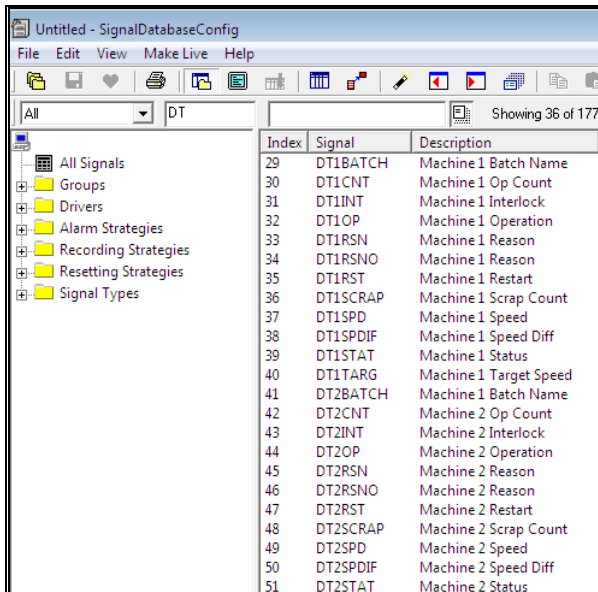 Untitled - SignalDatabaseConfig
File Edit View Make Live Help
All DT Showing 36 of 177
All Signals
Groups
Drivers
Alarm Strategies
Recording Strategies
Resetting Strategies
Signal Types
Index Signal Description
29 DT1BATCH Machine 1 Batch Name
30 DT1CNT Machine 1 Op Count
31 DT1INT Machine 1 Interlock
32 DT1OP Machine 1 Operation
33 DT1RSN Machine 1 Reason
34 DT1RSNO Machine 1 Reason
35 DT1RST Machine 1 Restart
36 DT1SCRAP Machine 1 Scrap Count
37 DT1SPD Machine 1 Speed
38 DT1SPDIF Machine 1 Speed Diff
39 DT1STAT Machine 1 Status
40 DT1TARG Machine 1 Target Speed
41 DT2BATCH Machine 1 Batch Name
42 DT2CNT Machine 2 Op Count
43 DT2INT Machine 2 Interlock
44 DT2OP Machine 2 Operation
45 DT2RSN Machine 2 Reason
46 DT2RSNO Machine 2 Reason
47 DT2RST Machine 2 Restart
48 DT2SCRAP Machine 2 Scrap Count
49 DT2SPD Machine 2 Speed
50 DT2SPDIF Machine 2 Speed Diff
51 DT2STAT Machine 2 Status